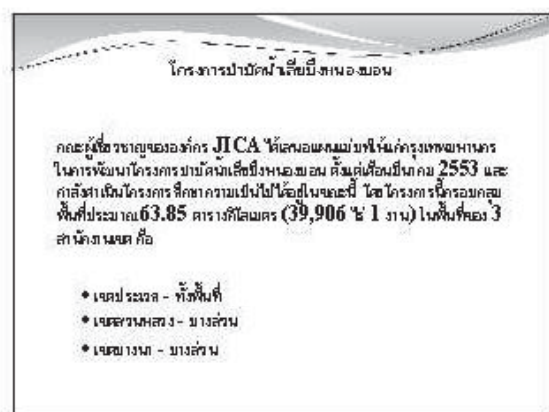 โครงการบำบัดน้ำเสียบึงหนองบอน
คณะผู้เชี่ยวชาญขององค์กร JICA ได้เสนอแผนแม่บทให้แก่กรุงเทพมหานคร
ในการพัฒนาโครงการบำบัดน้ำเสียบึงหนองบอน ตั้งแต่เดือนมีนาคม 2553 และ
กำลังดำเนินโครงการศึกษาความเป็นไปได้อยู่ในขณะนี้ โดยโครงการนี้ครอบคลุม
พื้นที่ประมาณ 63.85 ตารางกิโลเมตร (39,906 ไร่ 1 งาน) ในพื้นที่ของ 3
สำนักงานเขต คือ
• เขตประเวศ - ทั้งพื้นที่
• เขตสวนหลวง - บางส่วน
• เขตบางนา - บางส่วน